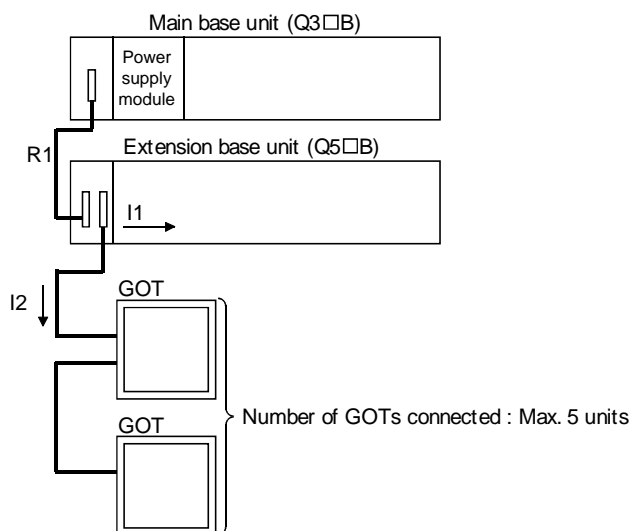 Main base unit (Q3□B)
Power
supply
module
R1
Extension base unit (Q5□B)
I1
I2
GOT
Number of GOTs connected : Max. 5 units
GOT